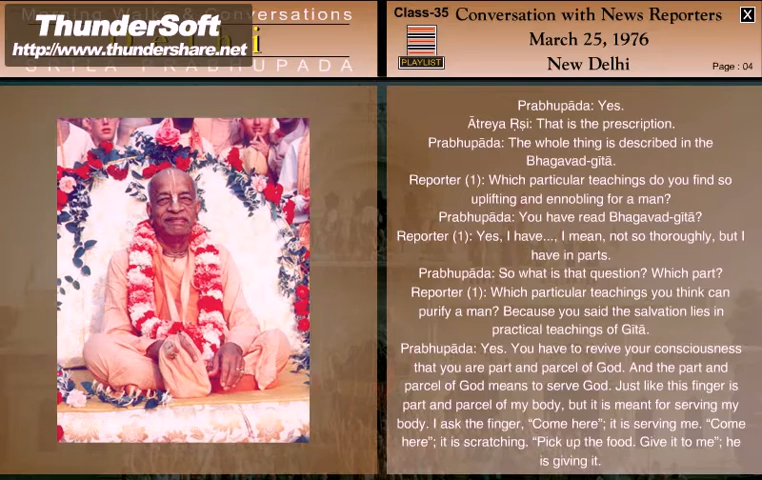 Morning Walks & Conversations
ThunderSoft
http://www.thundershare.net
SRILA PRABHUPADA
Class-35
PLAYLIST
Conversation with News Reporters
March 25, 1976
New Delhi
X
Page : 04
Prabhupāda: Yes.
Ātreya Ṛṣi: That is the prescription.
Prabhupāda: The whole thing is described in the
Bhagavad-gītā.
Reporter (1): Which particular teachings do you find so
uplifting and ennobling for a man?
Prabhupāda: You have read Bhagavad-gītā?
Reporter (1): Yes, I have..., I mean, not so thoroughly, but I
have in parts.
Prabhupāda: So what is that question? Which part?
Reporter (1): Which particular teachings you think can
purify a man? Because you said the salvation lies in
practical teachings of Gītā.
Prabhupāda: Yes. You have to revive your consciousness
that you are part and parcel of God. And the part and
parcel of God means to serve God. Just like this finger is
part and parcel of my body, but it is meant for serving my
body. I ask the finger, “Come here”; it is serving me. “Come
here”; it is scratching. “Pick up the food. Give it to me”; he
is giving it.